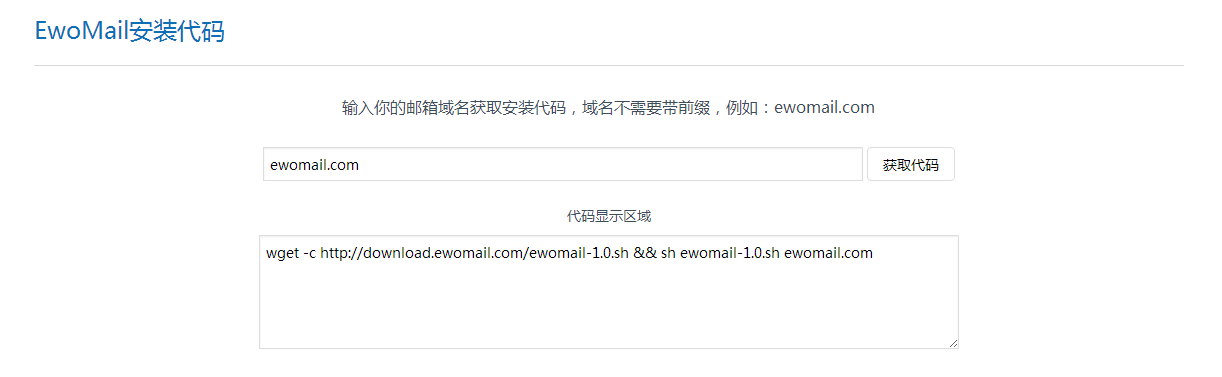 EwoMail安装代码
输入你的邮箱域名获取安装代码，域名不需要带前缀，例如：ewomail.com
ewomail.com 获取代码
代码显示区域
wget -c http://download.ewomail.com/ewomail-1.0.sh && sh ewomail-1.0.sh ewomail.com